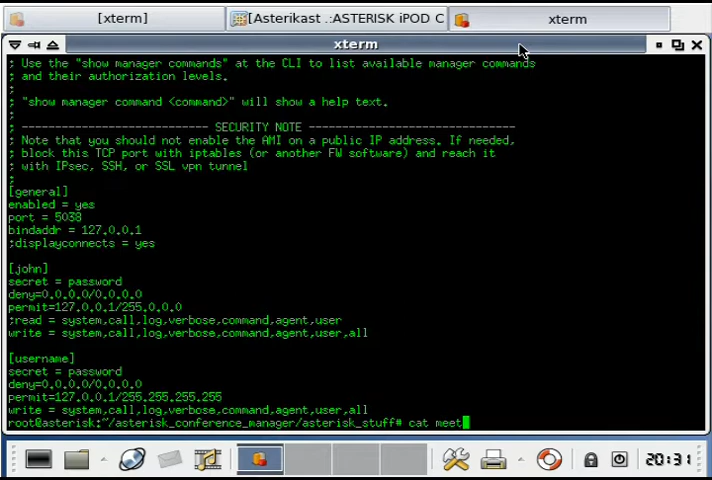 [xterm]
[Asterikast .:ASTERISK iPOD C
xterm
xterm
; Use the "show manager commands" at the CLI to list available manager commands
; and their authorization levels.
;
; "show manager command <command>" will show a help text.
;
; --------------------------- SECURITY NOTE ------------------------------
; Note that you should not enable the AMI on a public IP address. If needed,
; block this TCP port with iptables (or another FW software) and reach it
; with IPsec, SSH, or SSL vpn tunnel
;
[general]
enabled = yes
port = 5038
bindaddr = 127.0.0.1
;displayconnects = yes
[john]
secret = password
deny=0.0.0.0/0.0.0.0
permit=127.0.0.1/255.0.0.0
;read = system,call,log,verbose,command,agent,user
write = system,call,log,verbose,command,agent,user,all
[username]
secret = password
deny=0.0.0.0/0.0.0.0
permit=127.0.0.1/255.255.255.255
write = system,call,log,verbose,command,agent,user,all
root@asterisk:~/asterisk_conference_manager/asterisk_stuff# cat meet
20:31